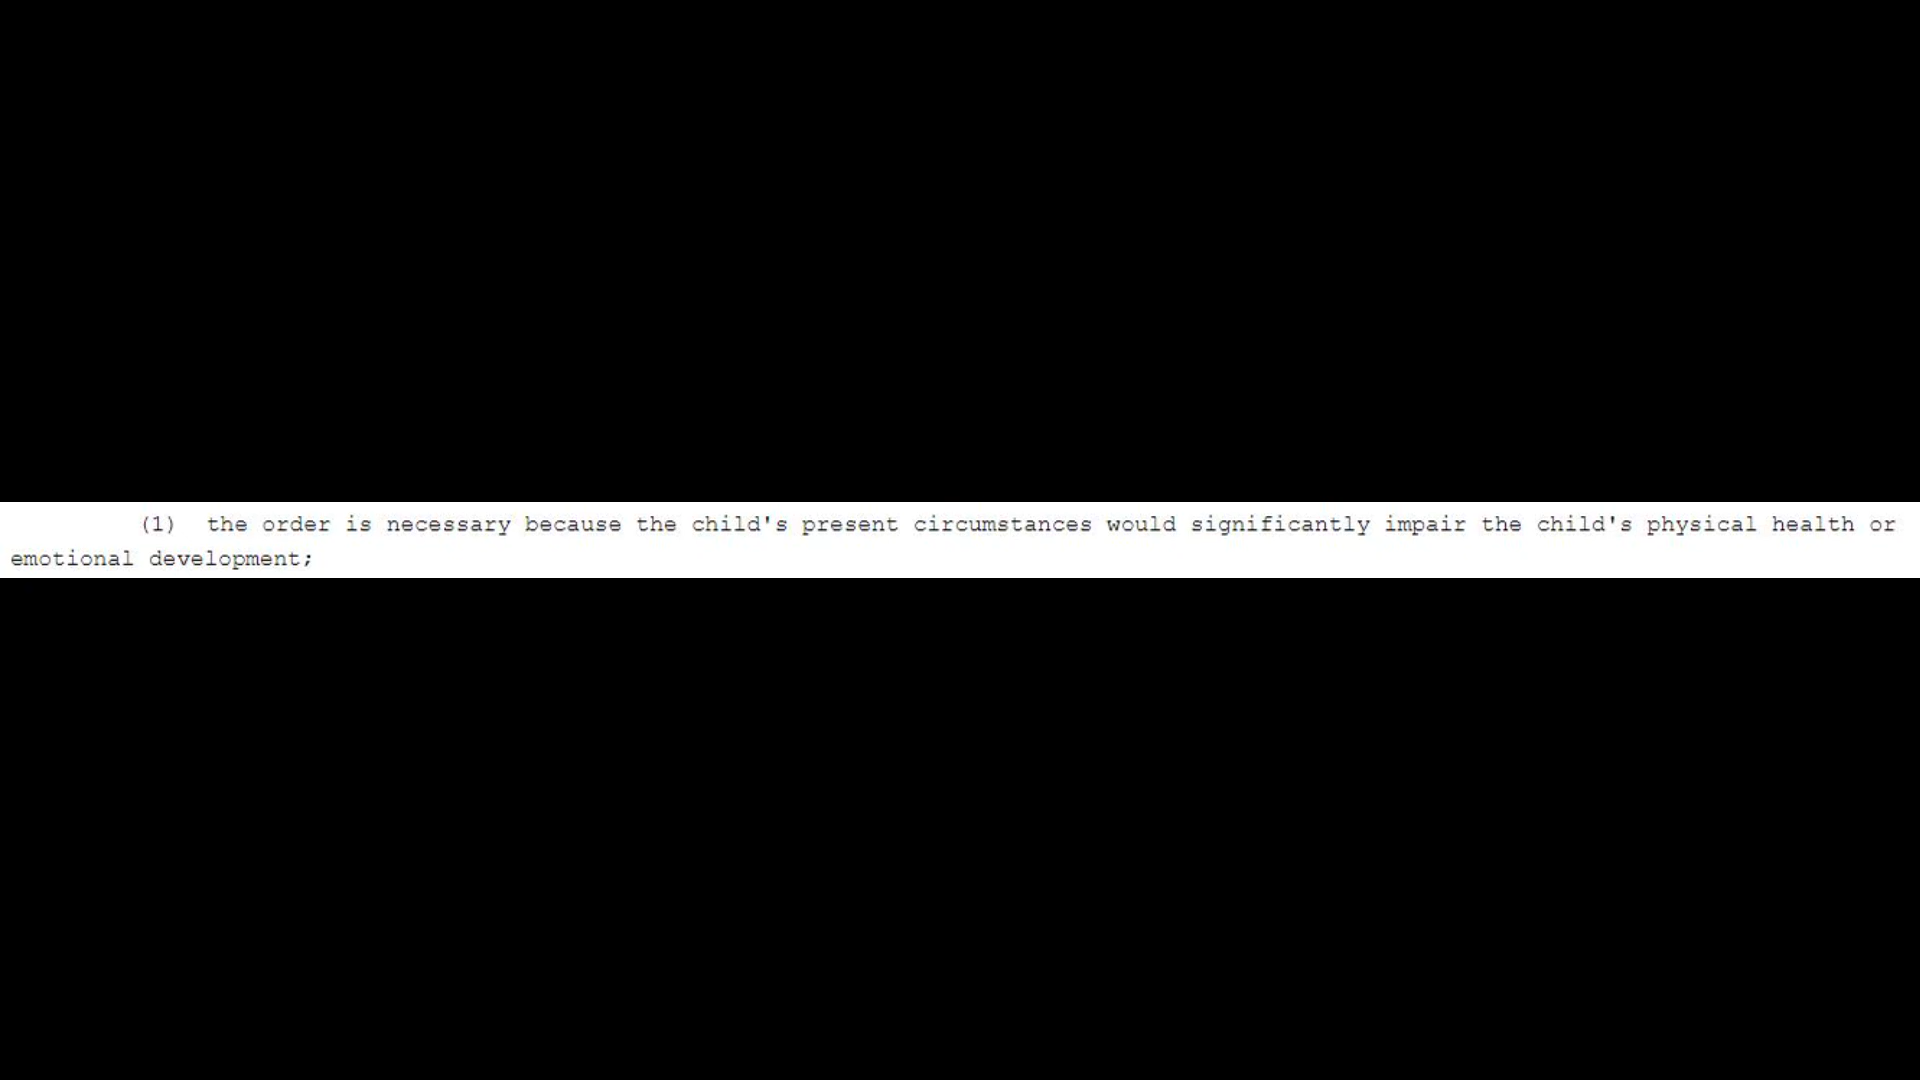 (1)  the order is necessary because the child's present circumstances would significantly impair the child's physical health or
emotional development;